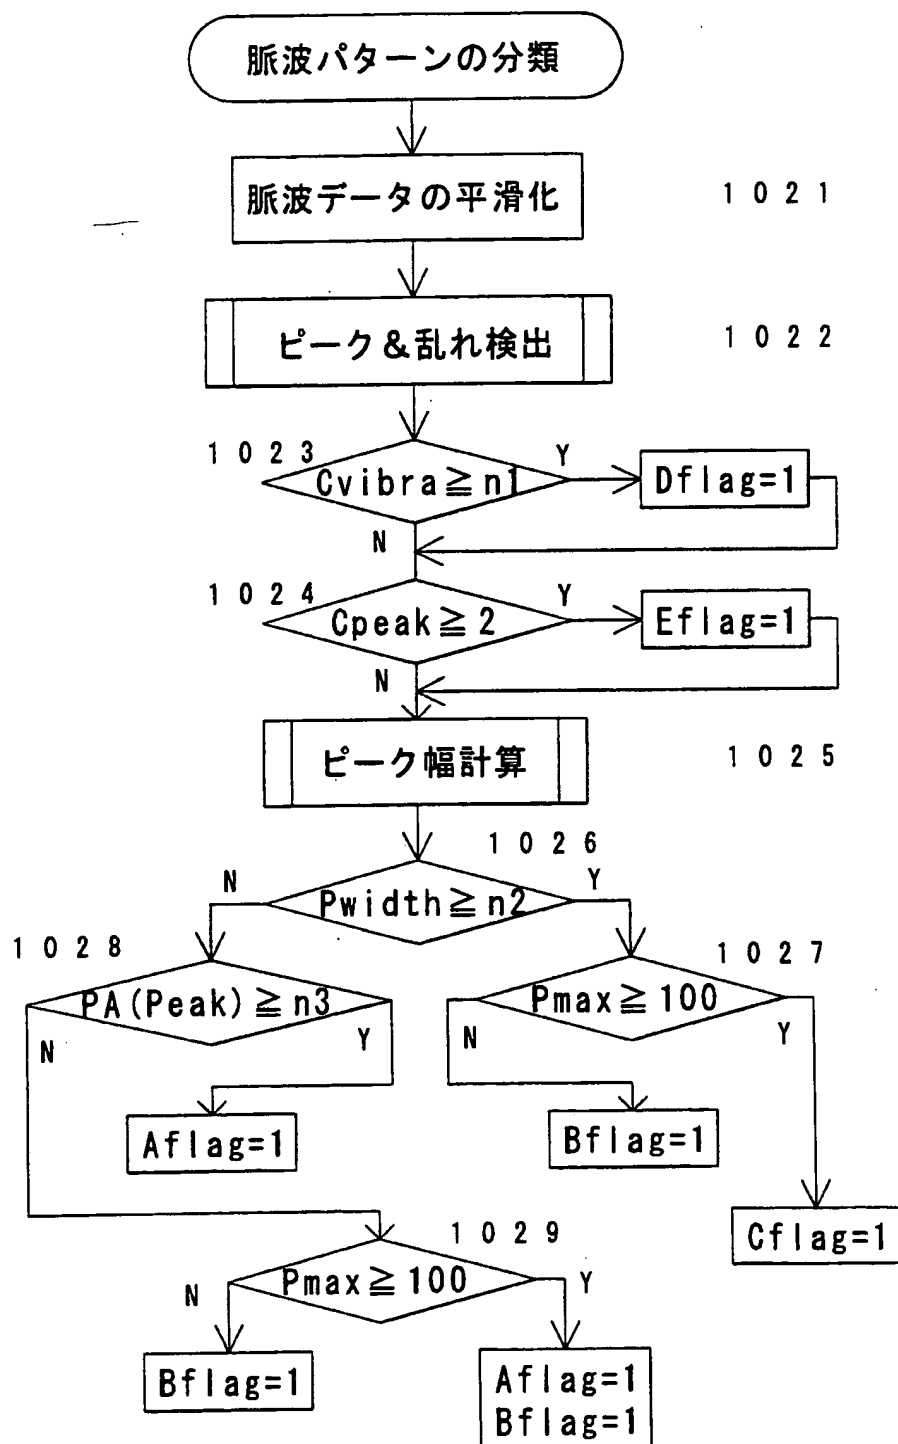 脈波パターンの分類
脈波データの平滑化
1021
ピーク&乱れ検出
1022
1023
Cvibra≧n1
Y
Dflag=1
N
1024
Cpeak≧2
Y
Eflag=1
N
ピーク幅計算
1025
1026
N
Pwidth≧n2
Y
1028
PA(Peak)≧n3
N
Y
1027
Pmax≧100
N
Y
Aflag=1
Bflag=1
Cflag=1
1029
Pmax≧100
N
Y
Bflag=1
Aflag=1
Bflag=1